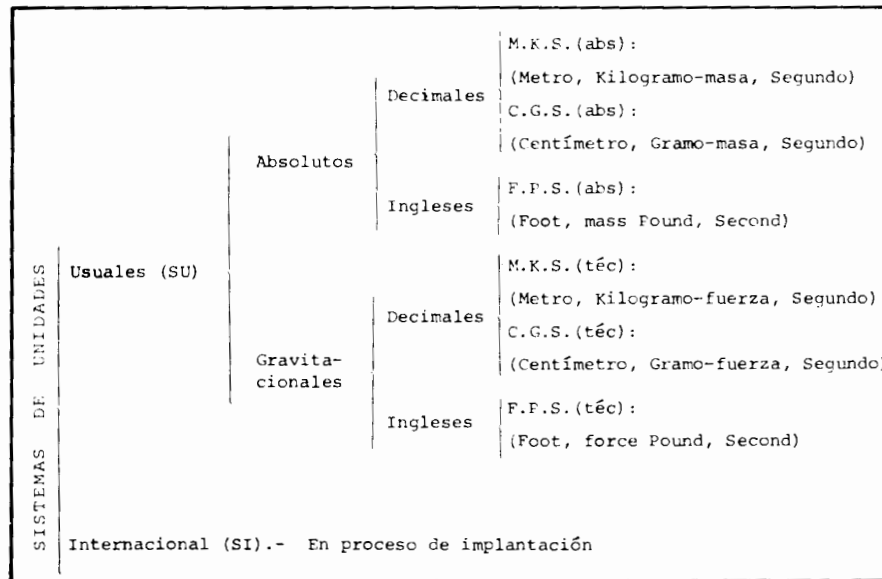 SISTEMAS DE UNIDADES
Usuales (SU)
Absolutos
Decimales
M.K.S.(abs):
(Metro, Kilogramo-masa, Segundo)
C.G.S.(abs):
(Centímetro, Gramo-masa, Segundo)
Ingleses
F.P.S.(abs):
(Foot, mass Pound, Second)
Gravita-
cionales
Decimales
M.K.S.(téc):
(Metro, Kilogramo-fuerza, Segundo)
C.G.S.(téc):
(Centímetro, Gramo-fuerza, Segundo)
Ingleses
F.P.S.(téc):
(Foot, force Pound, Second)
Internacional (SI).- En proceso de implantación